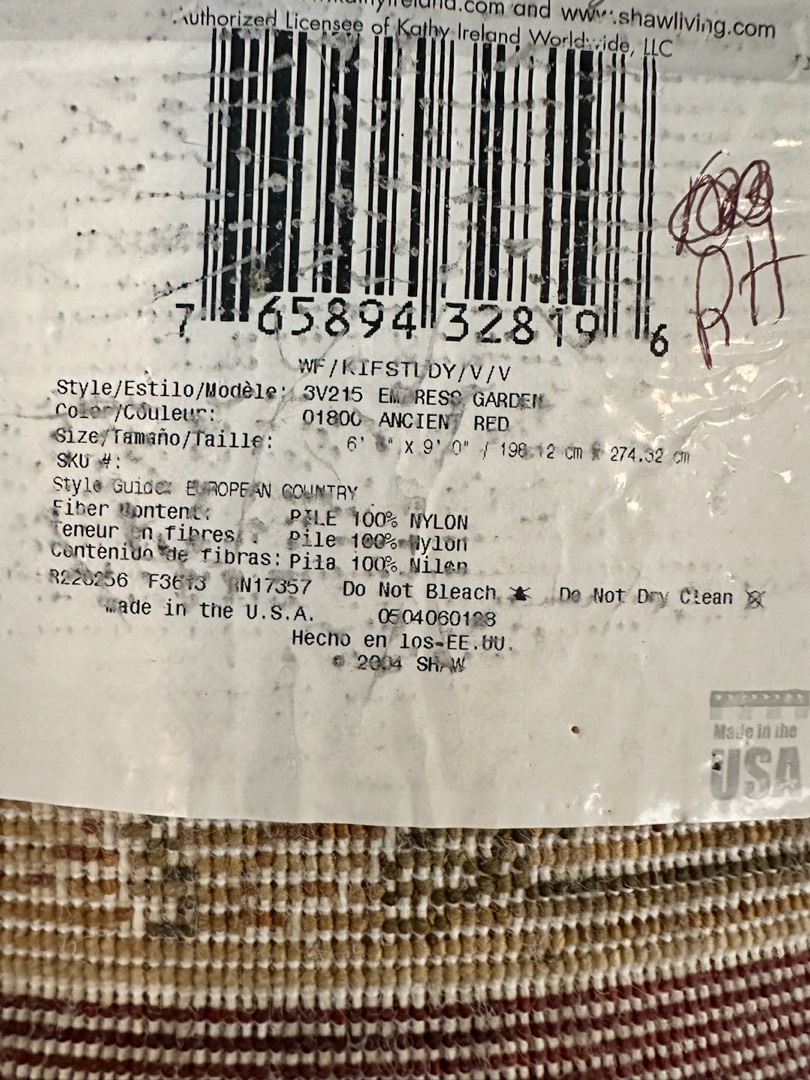 .com and www.shawliving.com
Authorized Licensee of Kathy Ireland Worldwide, LLC
7 65894 32819 6
RH
WF/KIFSTUDY/V/V
Style/Estilo/Modèle: 3V215 EMPRESS GARDEN
Color/Couleur: 01800 ANCIENT RED
Size/Tamaño/Taille: 6' 6" X 9' 0" / 198.12 cm x 274.32 cm
SKU #:
Style Guide: EUROPEAN COUNTRY
Fiber Content: PILE 100% NYLON
Teneur en fibres : Pile 100% Nylon
Contenido de fibras: Pila 100% Nilon
F3613 Do Not Bleach Do Not Dry Clean
Made in the U.S.A. 
Hecho en los EE.UU.
© 2004 SHAW
Made in the
USA